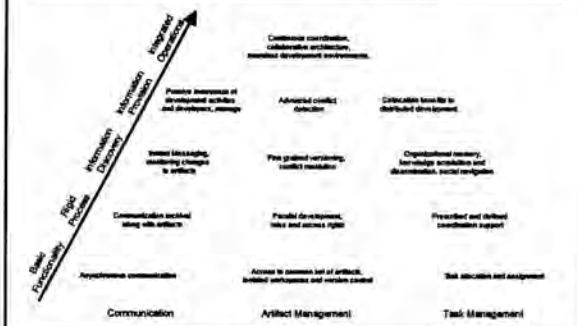 Continuous coordination,
collaborative architecture,
seamless development environments.
Integrated
Operational
Passive awareness of
development activities
and developers, manage
Advanced conflict
detection
Collocation benefits to
distributed development.
Information
Provision
Instant Messaging,
monitoring changes
to artifacts
Fine grained versioning,
conflict resolution
Organizational memory,
knowledge acquisition and
dissemination, social navigation
Information
Discovery
Communication archived
along with artifacts
Parallel development,
roles and access rights
Prescribed and defined
coordination support
Rigid
Process
Asynchronous communication
Access to common set of artifacts,
isolated workspaces and version control
Task allocation and assignment
Basic
Functionality
Communication
Artifact Management
Task Management